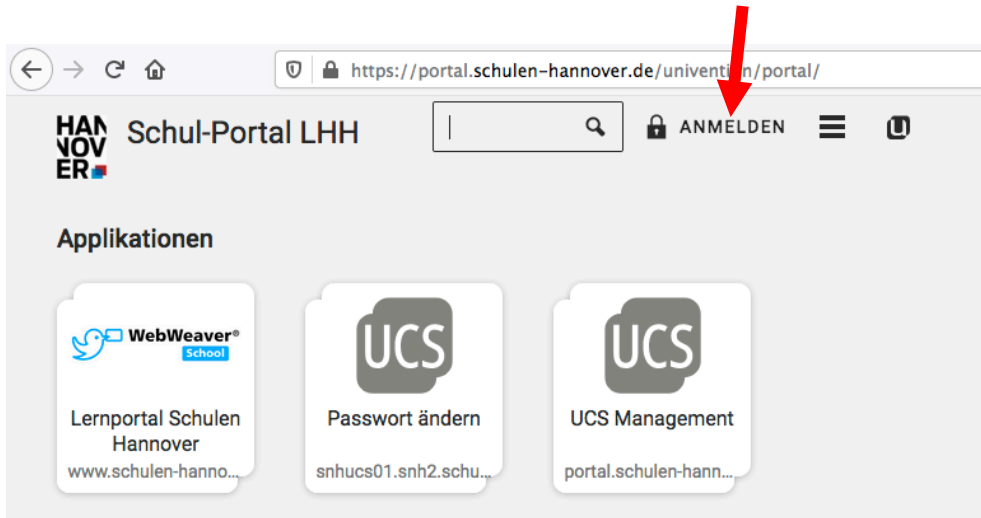 https://portal.schulen-hannover.de/univention/portal/
HAN
NOV
ER
Schul-Portal LHH
ANMELDEN
Applikationen
WebWeaver®
School
Lernportal Schulen
Hannover
www.schulen-hanno...
UCS
Passwort ändern
snhucs01.snh2.schu...
UCS
UCS Management
portal.schulen-hann...